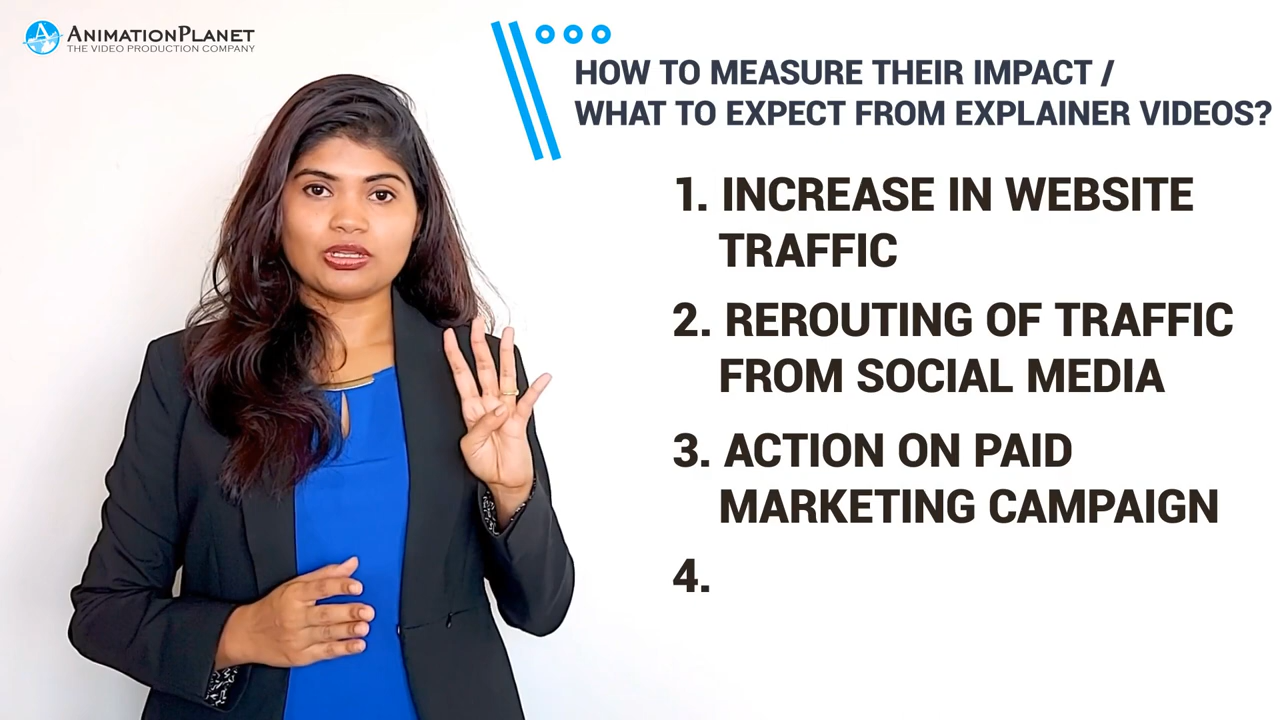 ANIMATIONPLANET
THE VIDEO PRODUCTION COMPANY
HOW TO MEASURE THEIR IMPACT /
WHAT TO EXPECT FROM EXPLAINER VIDEOS?
1. INCREASE IN WEBSITE
TRAFFIC
2. REROUTING OF TRAFFIC
FROM SOCIAL MEDIA
3. ACTION ON PAID
MARKETING CAMPAIGN
4.